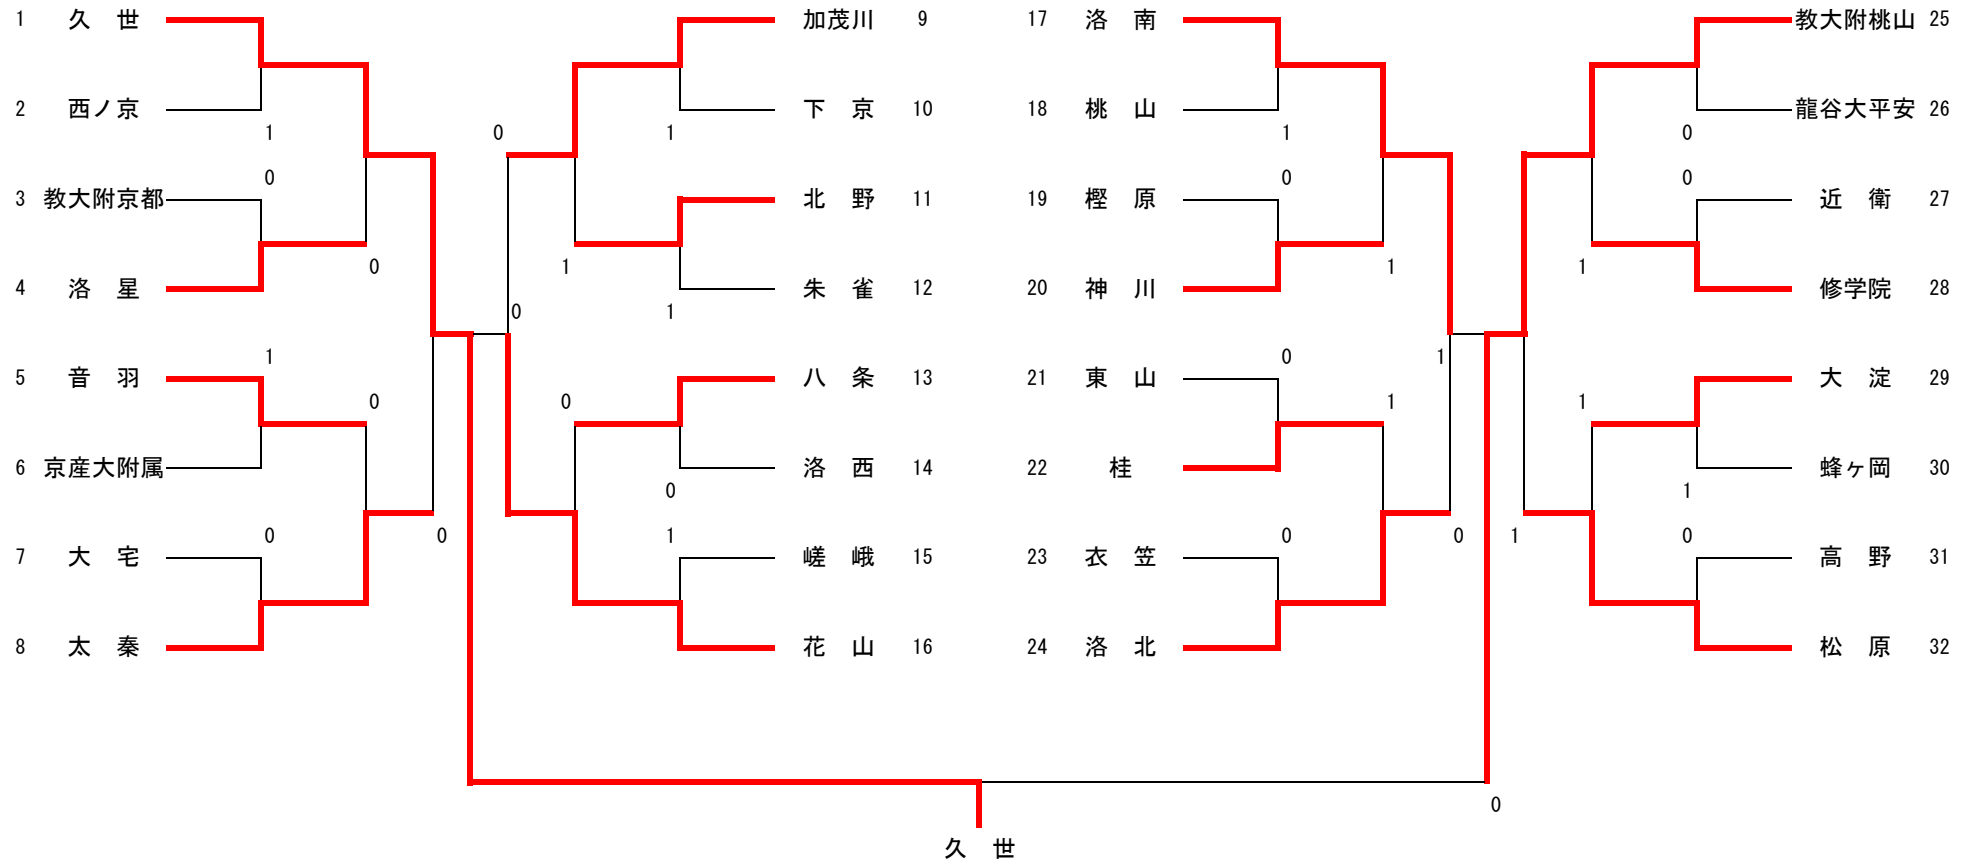 1 久　世 加茂川 9 17 洛　南 教大附桃山 25
2 西ノ京 下　京 10 18 桃　山 龍谷大平安 26
1 0 1 1 0
0 0 0
3 教大附京都 北　野 11 19 樫　原 近　衛 27
0 1 1 1
4 洛　星 朱　雀 12 20 神　川 修学院 28
0 1
1 0 1
5 音　羽 八　条 13 21 東　山 大　淀 29
0 0 1 1
6 京産大附属 洛　西 14 22 桂 蜂ヶ岡 30
0 1
0 0 1 0 0 1 0
7 大　宅 嵯　峨 15 23 衣　笠 高　野 31
8 太　秦 花　山 16 24 洛　北 松　原 32
0
久　世